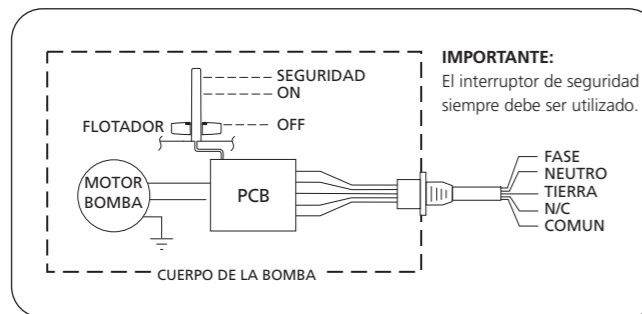 SEGURIDAD
ON
FLOTADOR
OFF
MOTOR
BOMBA
PCB
CUERPO DE LA BOMBA
IMPORTANTE:
El interruptor de seguridad
siempre debe ser utilizado.
FASE
NEUTRO
TIERRA
N/C
COMUN